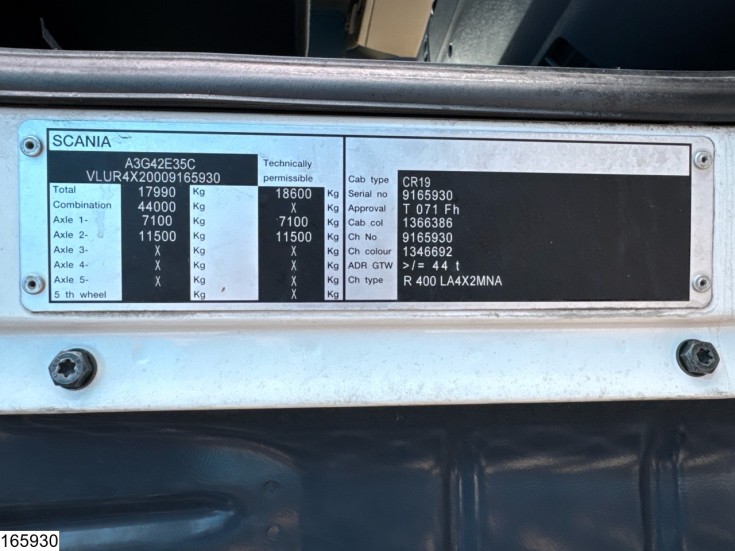 SCANIA
A3G42E35C
VLUR4X20009165930
Technically
permissible
Total 17990 Kg 18600 Kg
Combination 44000 Kg X Kg
Axle 1- 7100 Kg 7100 Kg
Axle 2- 11500 Kg 11500 Kg
Axle 3- X Kg X Kg
Axle 4- X Kg X Kg
Axle 5- X Kg X Kg
5 th wheel Kg X Kg
Cab type CR19
Serial no 9165930
Approval T 071 Fh
Cab col 1366386
Ch No 9165930
Ch colour 1346692
ADR GTW >/= 44 t
Ch type R 400 LA4X2MNA
165930